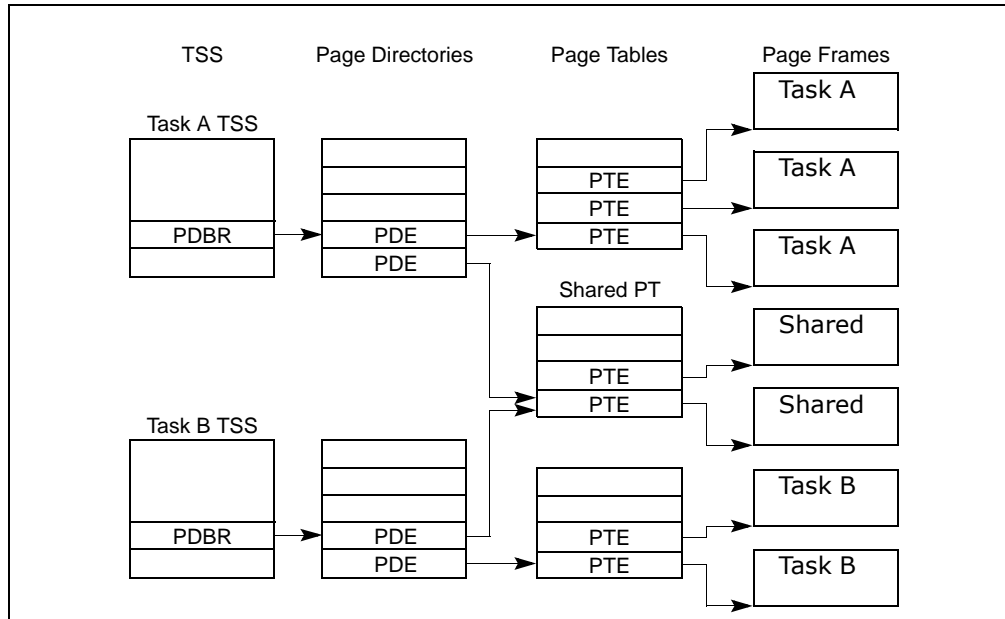 TSS Page Directories Page Tables Page Frames
Task A
Task A TSS
Task A
PTE
PTE
PDBR PDE PTE
Task A
PDE
Shared PT
Shared
PTE
PTE
Shared
Task B TSS
Task B
PDBR PDE PTE
PDE PTE
Task B